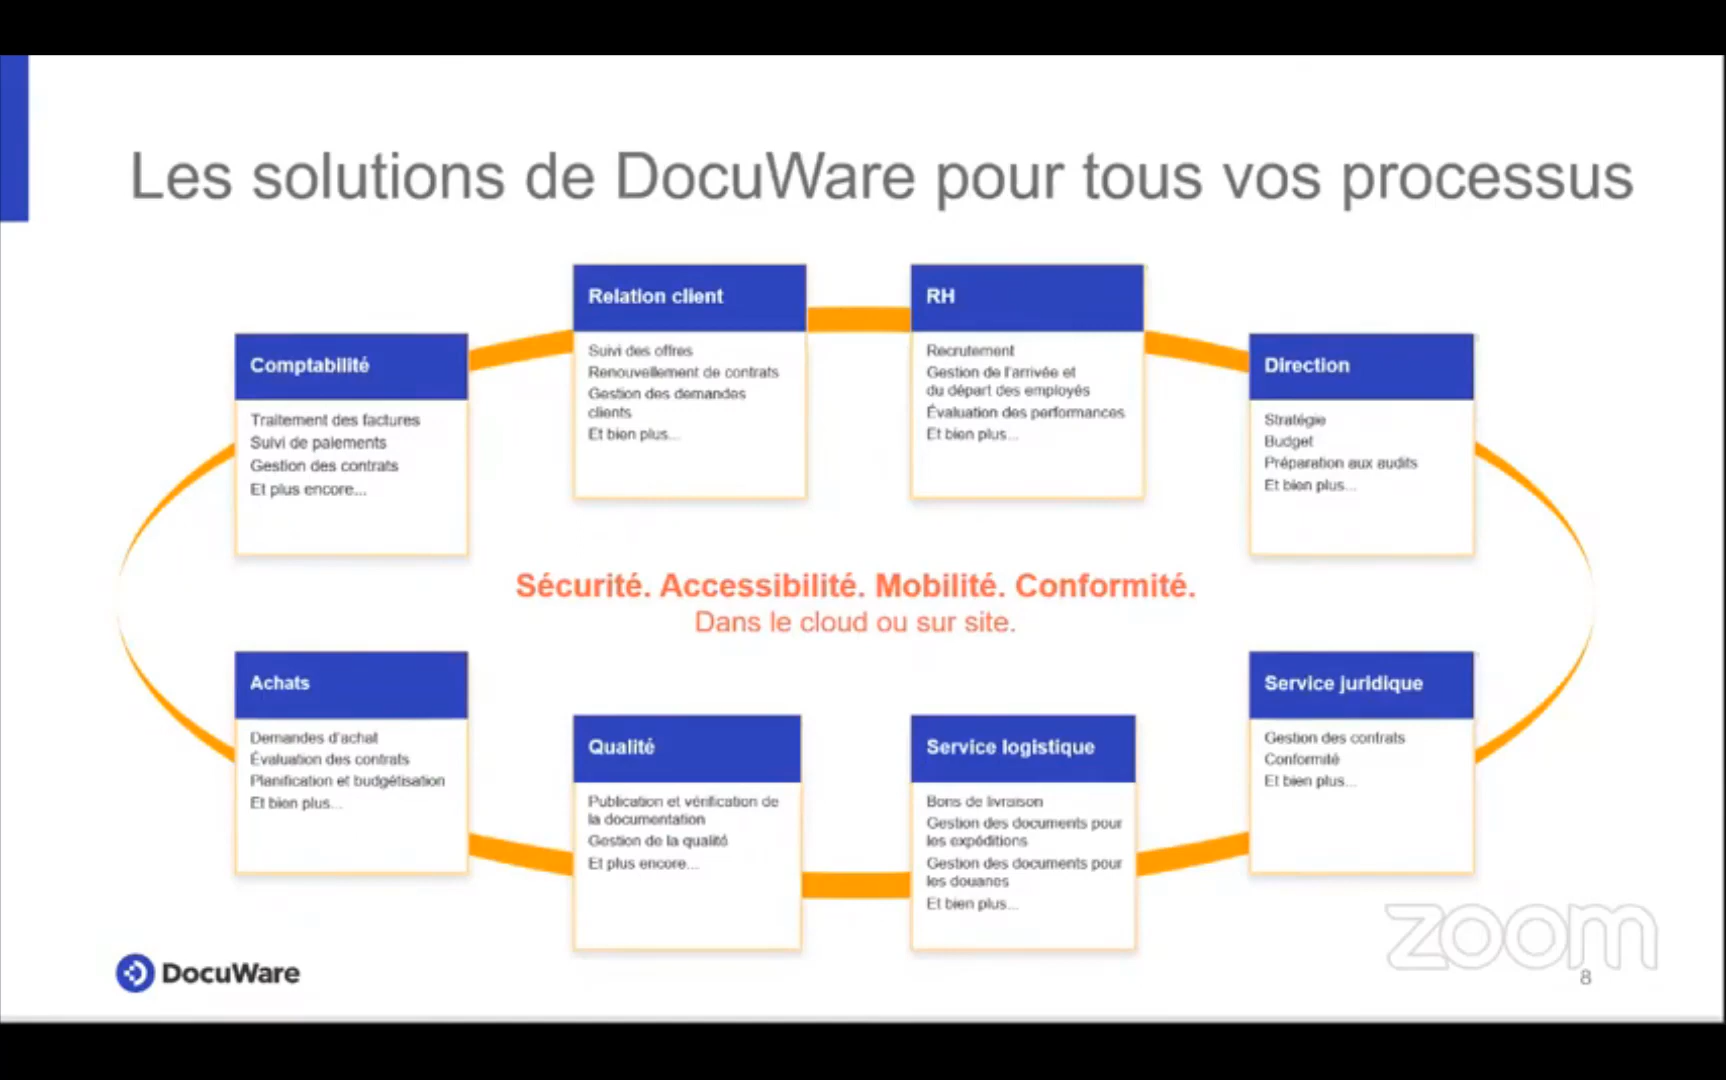 Les solutions de DocuWare pour tous vos processus
Comptabilité
Traitement des factures
Suivi de paiements
Gestion des contrats
Et plus encore...
Relation client
Suivi des offres
Renouvellement de contrats
Gestion des demandes
clients
Et bien plus...
RH
Recrutement
Gestion de l'arrivée et
du départ des employés
Évaluation des performances
Et bien plus...
Direction
Stratégie
Budget
Préparation aux audits
Et bien plus...
Sécurité. Accessibilité. Mobilité. Conformité.
Dans le cloud ou sur site.
Achats
Demandes d'achat
Évaluation des contrats
Planification et budgétisation
Et bien plus...
Qualité
Publication et vérification de
la documentation
Gestion de la qualité
Et plus encore...
Service logistique
Bons de livraison
Gestion des documents pour
les expéditions
Gestion des documents pour
les douanes
Et bien plus...
Service juridique
Gestion des contrats
Conformité
Et bien plus...
DocuWare
zoom
8